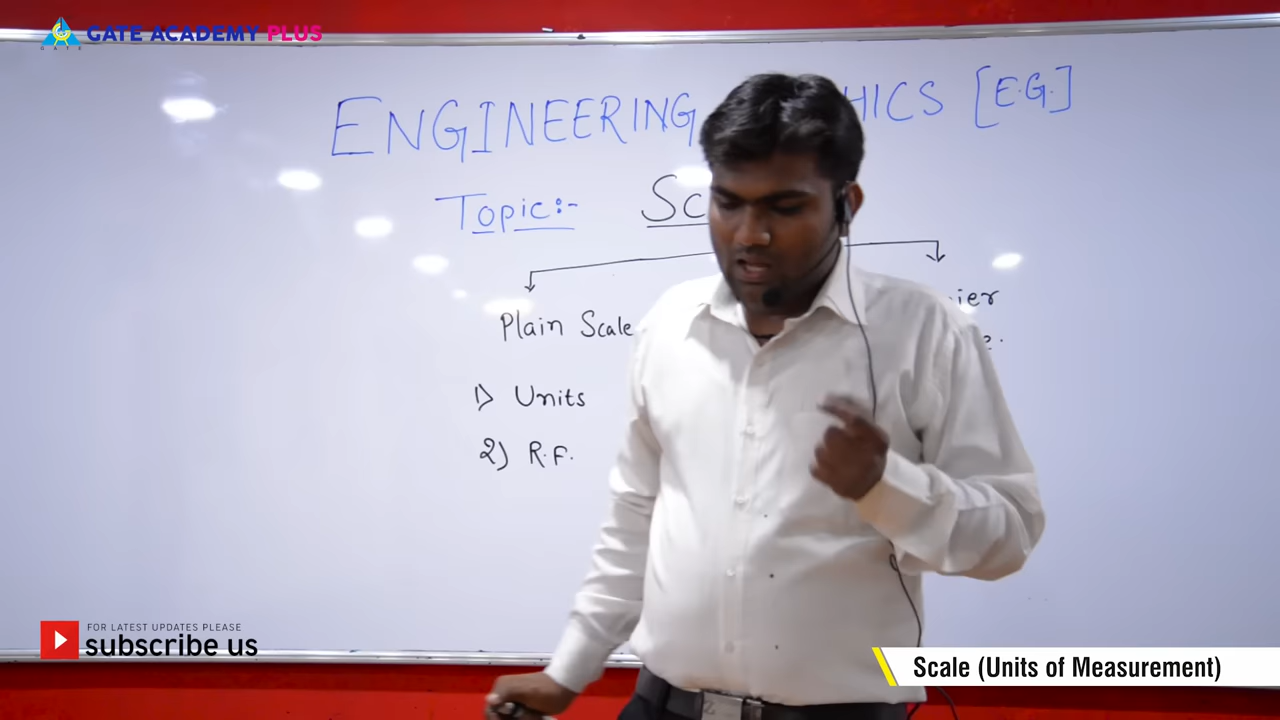 GATE ACADEMY PLUS
GATE
ENGINEERING HICS [E.G.]
Topic:-
Sc
Plain Scale
ier
e.
1) Units
2) R.F.
FOR LATEST UPDATES PLEASE
subscribe us
Scale (Units of Measurement)